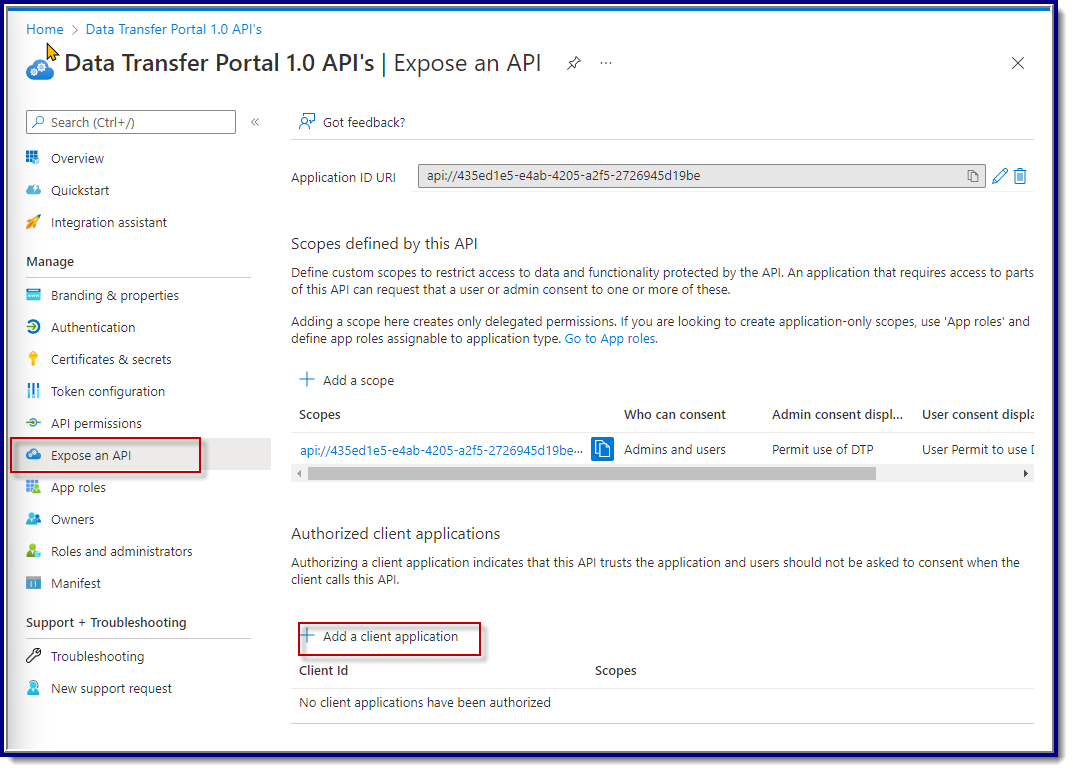 Home > Data Transfer Portal 1.0 API's
Data Transfer Portal 1.0 API's | Expose an API
Search (Ctrl+/)
Overview
Quickstart
Integration assistant
Manage
Branding & properties
Authentication
Certificates & secrets
Token configuration
API permissions
Expose an API
App roles
Owners
Roles and administrators
Manifest
Support + Troubleshooting
Troubleshooting
New support request
Got feedback?
Application ID URI api://435ed1e5-e4ab-4205-a2f5-2726945d19be
Scopes defined by this API
Define custom scopes to restrict access to data and functionality protected by the API. An application that requires access to parts
of this API can request that a user or admin consent to one or more of these.
Adding a scope here creates only delegated permissions. If you are looking to create application-only scopes, use 'App roles' and
define app roles assignable to application type. Go to App roles.
Add a scope
Scopes Who can consent Admin consent displ... User consent displa
api://435ed1e5-e4ab-4205-a2f5-2726945d19be... Admins and users Permit use of DTP User Permit to use D
Authorized client applications
Authorizing a client application indicates that this API trusts the application and users should not be asked to consent when the
client calls this API.
Add a client application
Client Id Scopes
No client applications have been authorized